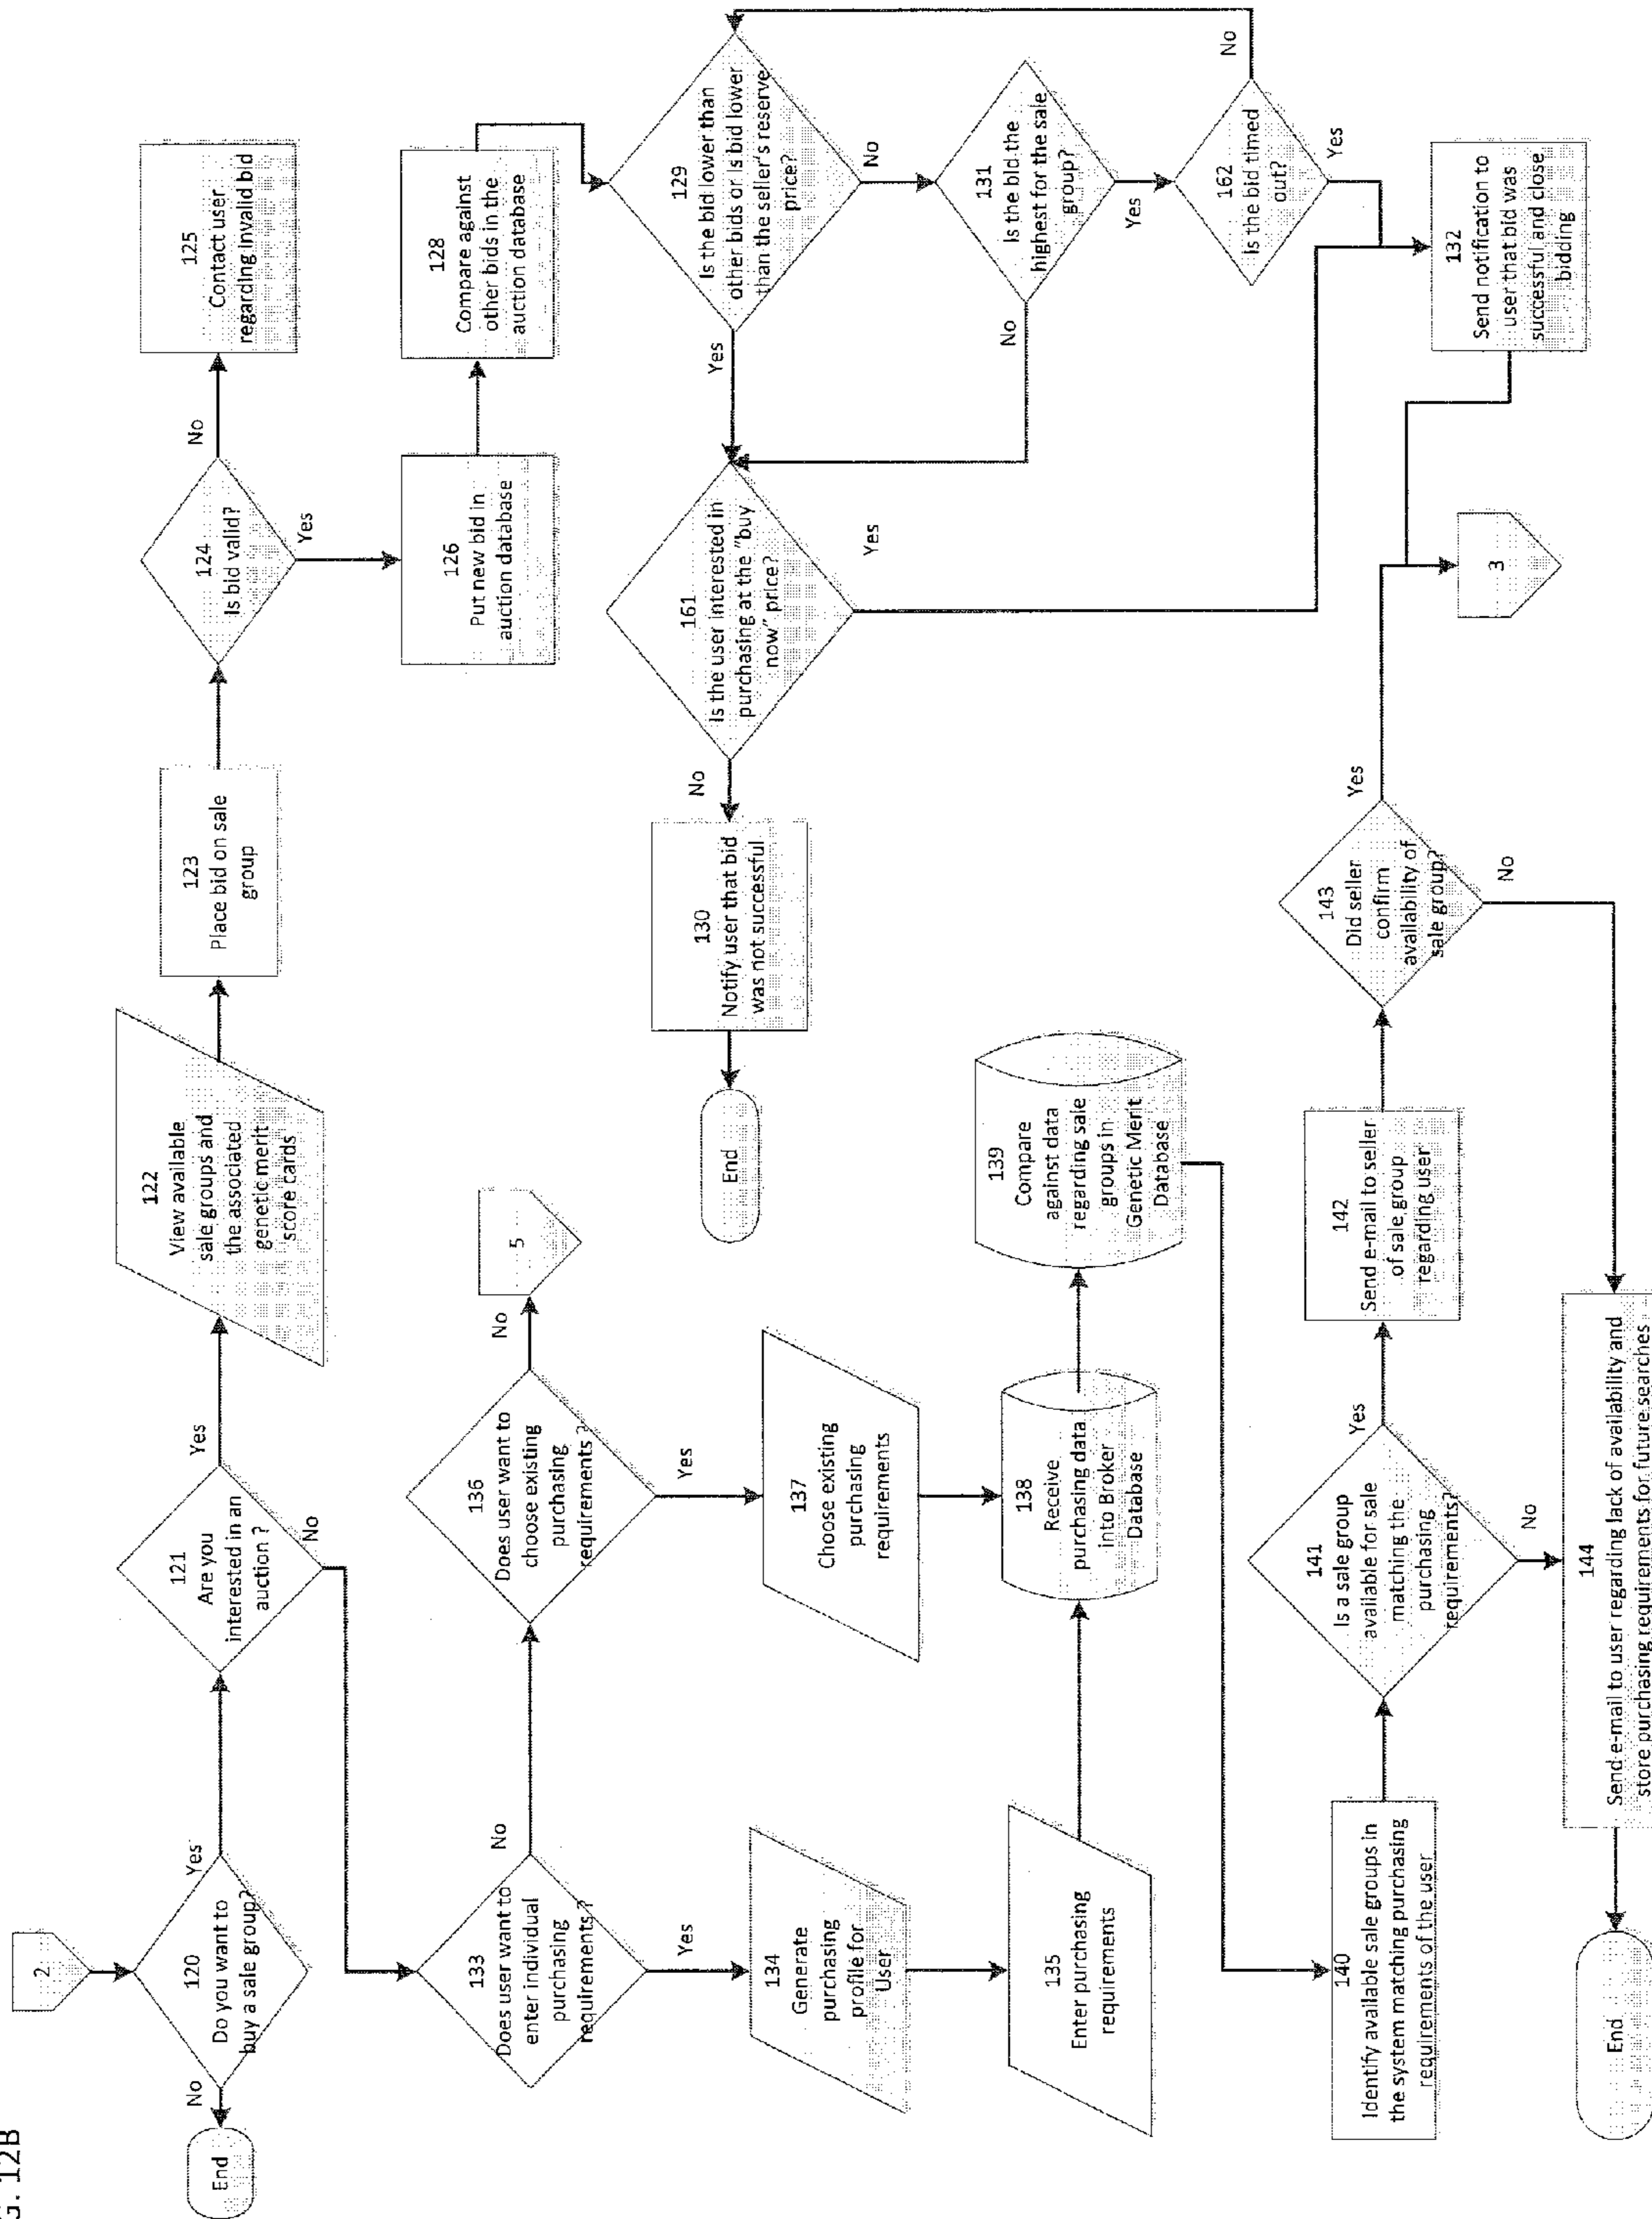 G. 12B
2
120
Do you want to
buy a sale group?
No
End
Yes
121
Are you
interested in an
auction ?
Yes
No
122
View available
sale groups and
the associated
genetic merit
score cards
123
Place bid on sale
group
124
Is bid valid?
No
Yes
125
Contact user
regarding invalid bid
126
Put new bid in
auction database
128
Compare against
other bids in the
auction database
129
Is the bid lower than
other bids or is bid lower
than the seller's reserve
price?
Yes
No
131
Is the bid the
highest for the sale
group?
No
Yes
162
Is the bid timed
out?
No
Yes
132
Send notification to
user that bid was
successful and close
bidding
161
Is the user interested in
purchasing at the "buy
now" price?
No
Yes
130
Notify user that bid
was not successful
End
133
Does user want to
enter individual
purchasing
requirements ?
No
Yes
136
Does user want to
choose existing
purchasing
requirements ?
No
Yes
5
134
Generate
purchasing
profile for
User
137
Choose existing
purchasing
requirements
135
Enter purchasing
requirements
138
Receive
purchasing data
into Broker
Database
139
Compare
against data
regarding sale
groups in
Genetic Merit
Database
140
Identify available sale groups in
the system matching purchasing
requirements of the user
141
Is a sale group
available for sale
matching the
purchasing
requirements?
Yes
No
142
Send e-mail to seller
of sale group
regarding user
143
Did seller
confirm
availability of
sale group?
Yes
No
3
144
Send e-mail to user regarding lack of availability and
store purchasing requirements for future searches
End